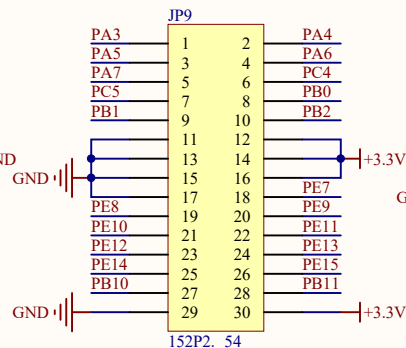 JP9
PA3 1 2 PA4
PA5 3 4 PA6
PA7 5 6 PC4
PC5 7 8 PB0
PB1 9 10 PB2
11 12
ND 13 14 +3.3V
GND 15 16
17 18 PE7
G
PE8 19 20 PE9
PE10 21 22 PE11
PE12 23 24 PE13
PE14 25 26 PE15
PB10 27 28 PB11
GND 29 30 +3.3V
152P2. 54